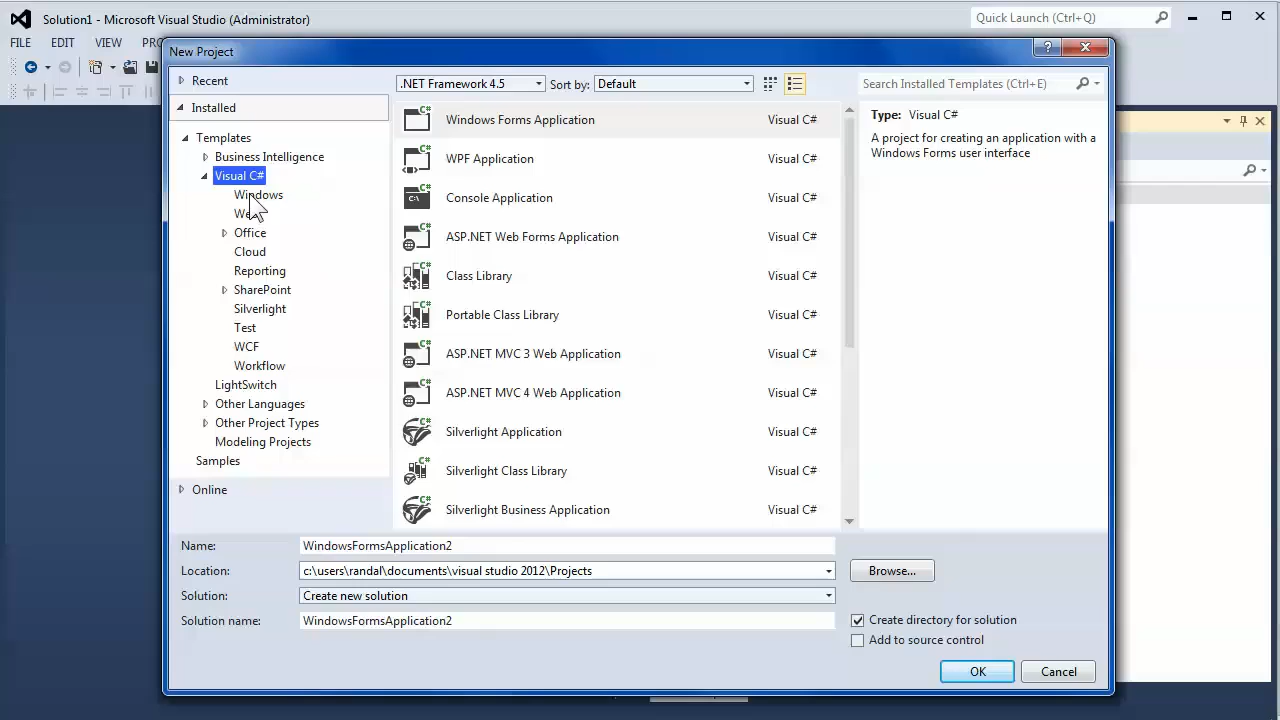 Solution1 - Microsoft Visual Studio (Administrator)
Quick Launch (Ctrl+Q)
FILE EDIT VIEW
New Project
Recent
.NET Framework 4.5 Sort by: Default
Search Installed Templates (Ctrl+E)
Installed
Templates
Business Intelligence
Visual C#
Windows
Office
Cloud
Reporting
SharePoint
Silverlight
Test
WCF
Workflow
LightSwitch
Other Languages
Other Project Types
Modeling Projects
Samples
Online
Windows Forms Application Visual C#
WPF Application Visual C#
Console Application Visual C#
ASP.NET Web Forms Application Visual C#
Class Library Visual C#
Portable Class Library Visual C#
ASP.NET MVC 3 Web Application Visual C#
ASP.NET MVC 4 Web Application Visual C#
Silverlight Application Visual C#
Silverlight Class Library Visual C#
Silverlight Business Application Visual C#
Type: Visual C#
A project for creating an application with a
Windows Forms user interface
Name: WindowsFormsApplication2
Location: c:\users\randal\documents\visual studio 2012\Projects
Browse...
Solution: Create new solution
Solution name: WindowsFormsApplication2
Create directory for solution
Add to source control
OK Cancel